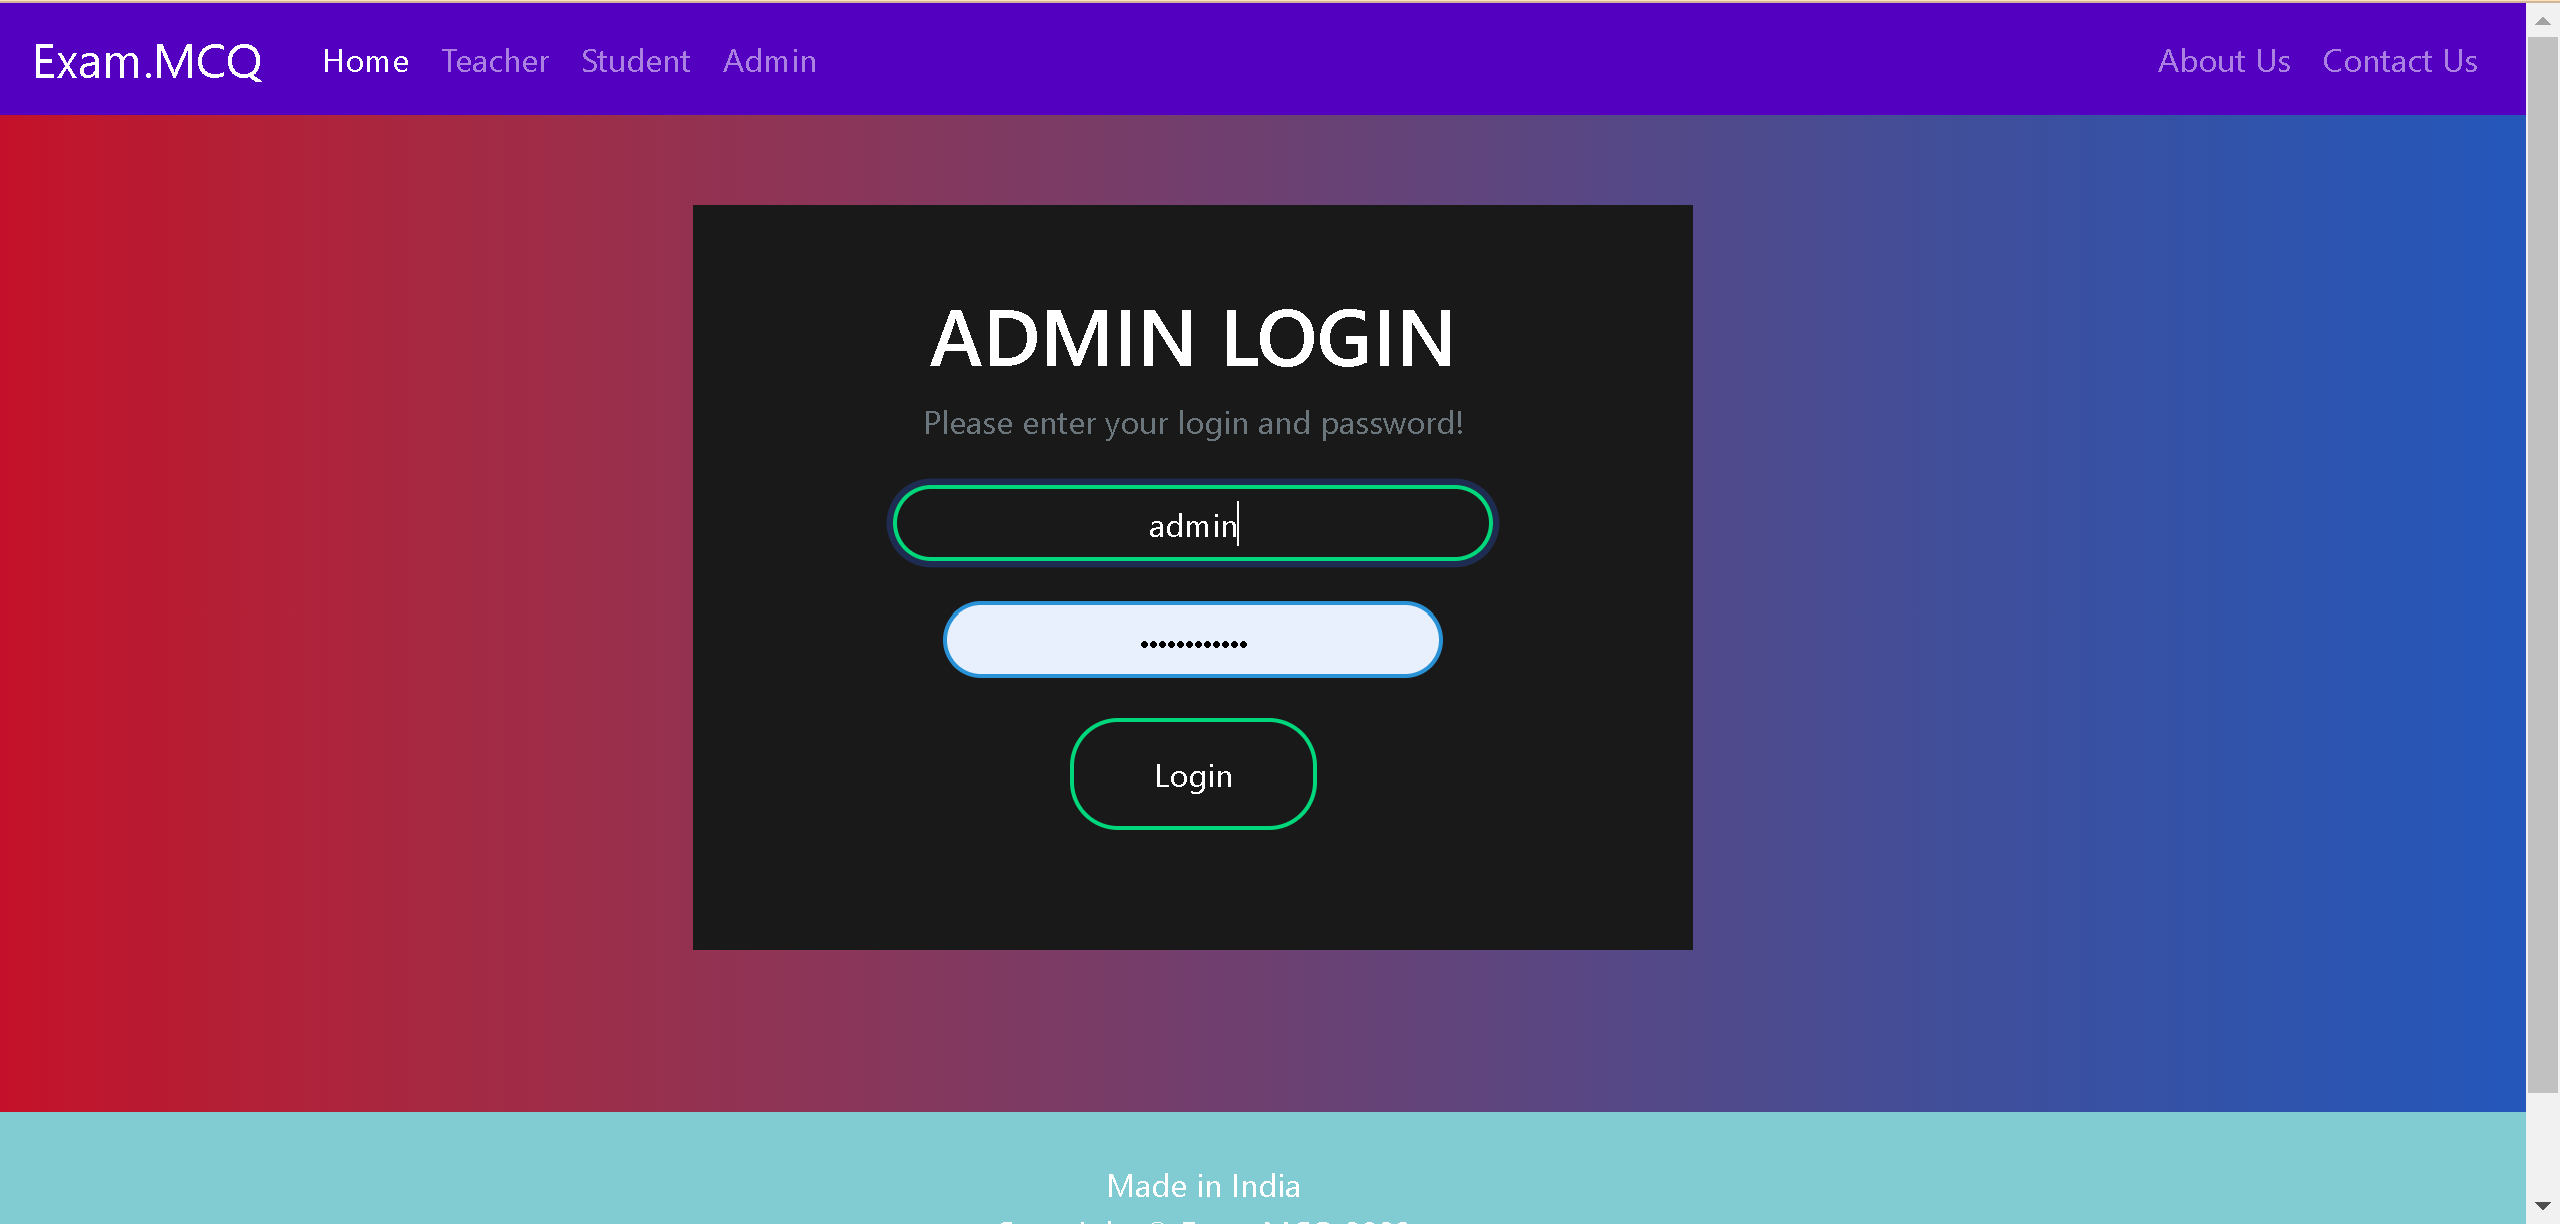 Exam.MCQ Home Teacher Student Admin About Us Contact Us
ADMIN LOGIN
Please enter your login and password!
admin
••••••••••••
Login
Made in India